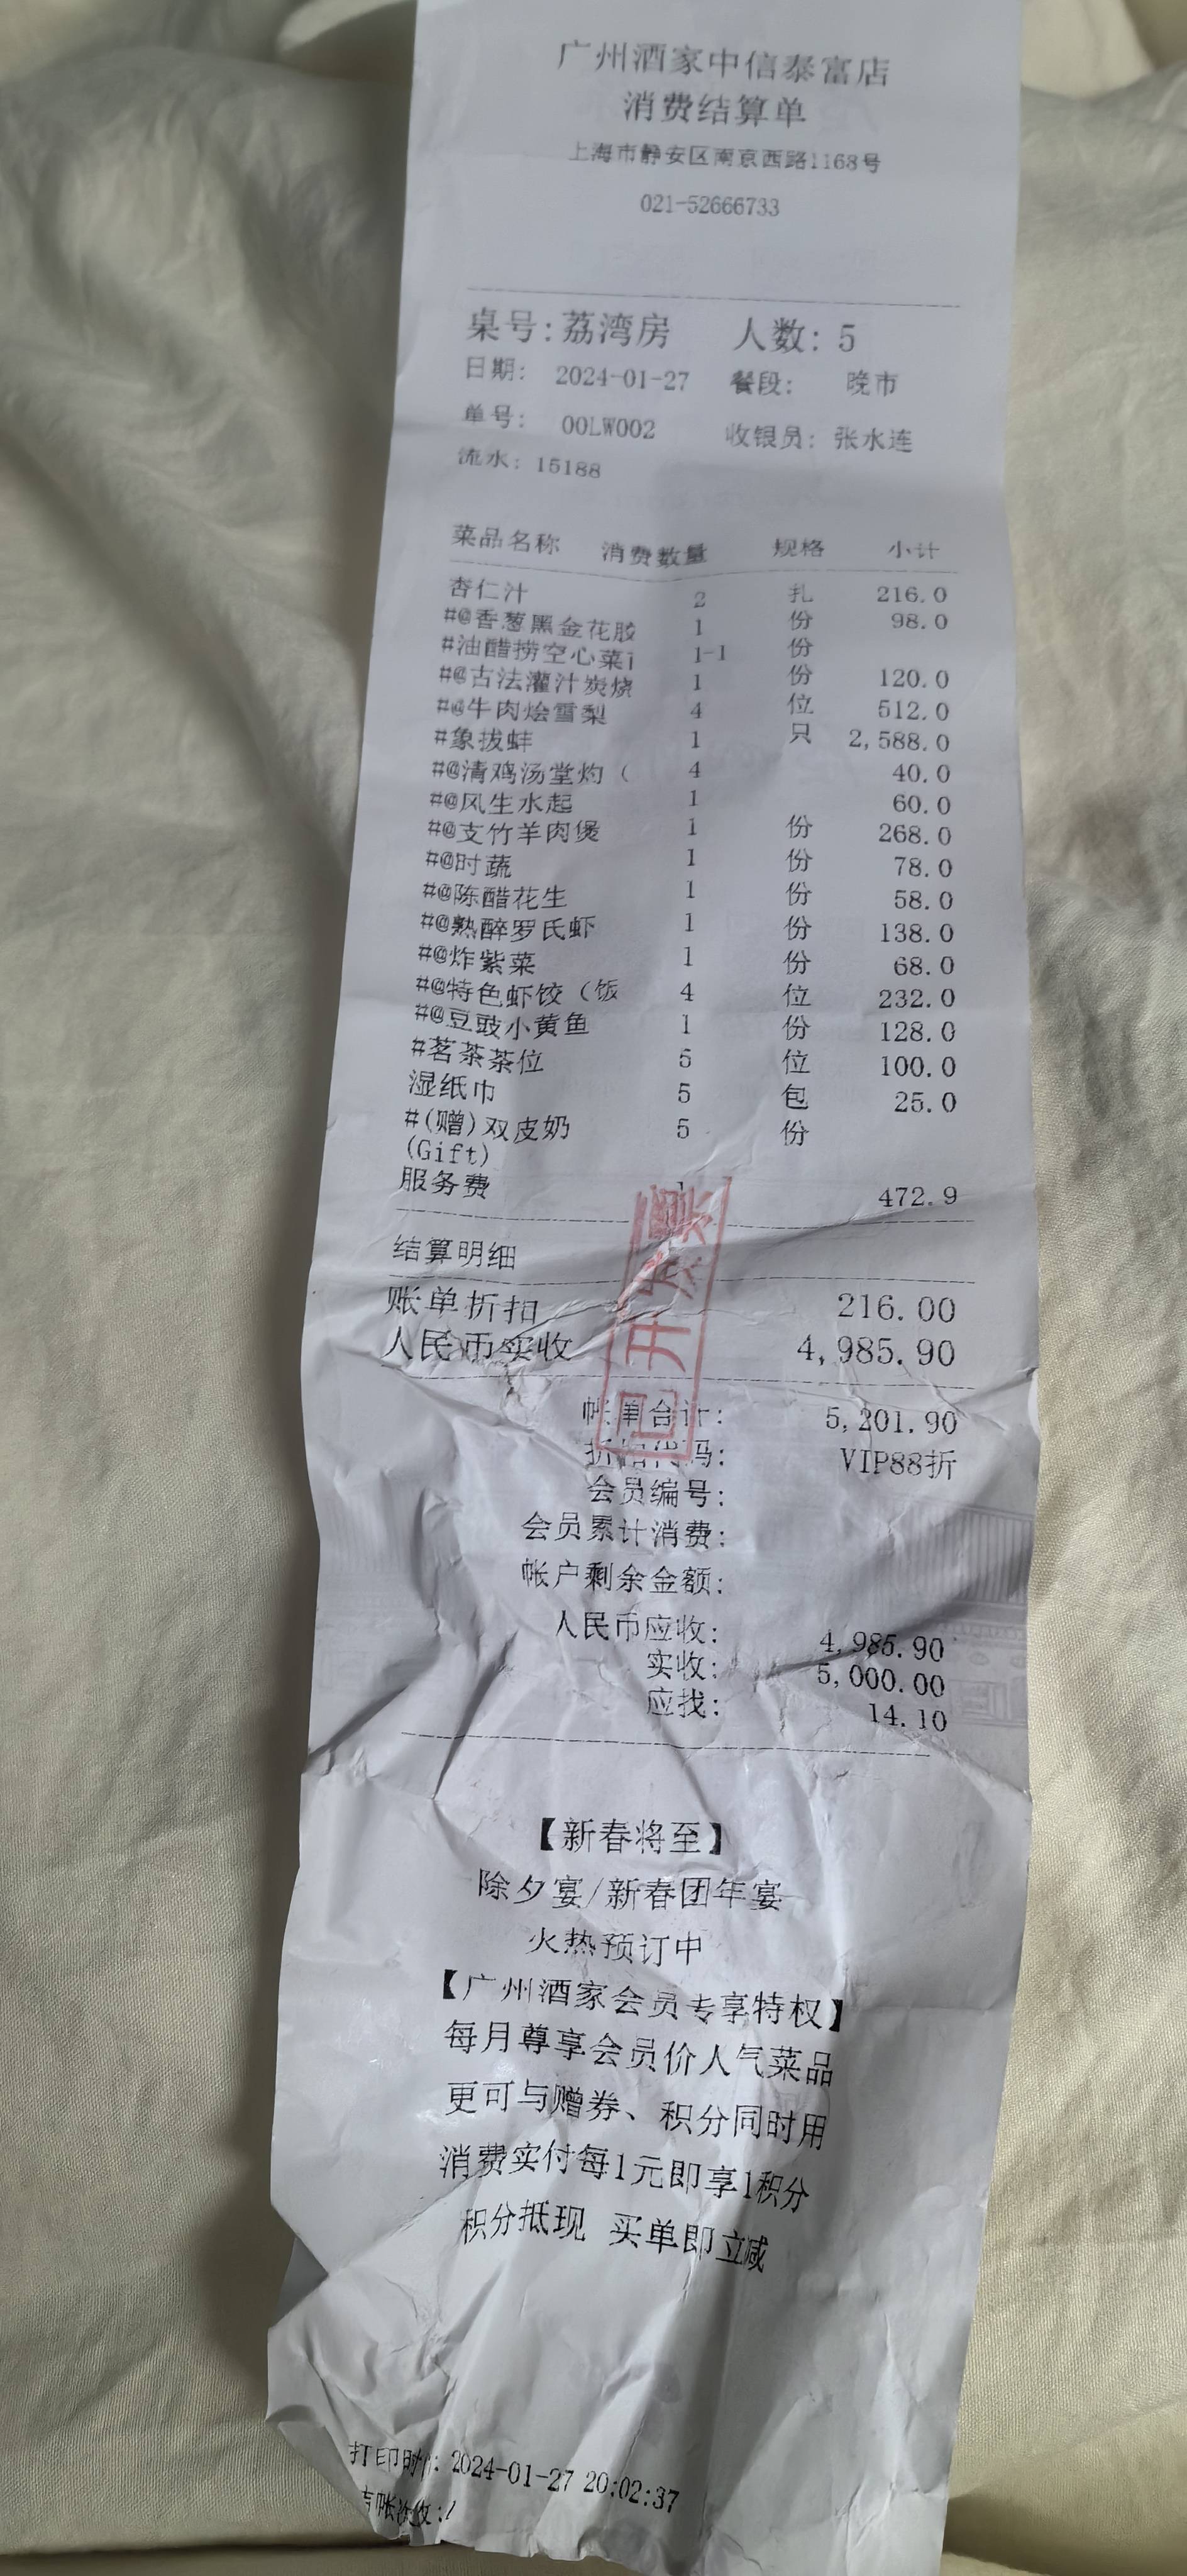 广州酒家中信泰富店
消费结算单
上海市静安区南京西路1168号
021-52666733
桌号:荔湾房 人数: 5
日期: 2024-01-27 餐段: 晚市
单号: 00LW002 收银员: 张水连
流水: 15188
菜品名称 消费数量 规格 小计
杏仁汁 2 扎 216.0
#@香葱黑金花胶 1 份 98.0
#油醋捞空心菜 1-1 份
#@古法灌汁炭烧 1 份 120.0
#@牛肉烩雪梨 4 位 512.0
#象拔蚌 1 只 2,588.0
#@清鸡汤堂灼（ 4 40.0
#@风生水起 1 60.0
#@支竹羊肉煲 1 份 268.0
#@时蔬 1 份 78.0
#@陈醋花生 1 份 58.0
#@熟醉罗氏虾 1 份 138.0
#@炸紫菜 1 份 68.0
#@特色虾饺（饭 4 位 232.0
#@豆豉小黄鱼 1 份 128.0
#茗茶茶位 5 位 100.0
湿纸巾 5 包 25.0
#(赠)双皮奶 5 份
(Gift)
服务费 1 472.9
结算明细
账单折扣 216.00
人民币实收 4,985.90
已开发票
帐单合计: 5,201.90
折扣代码: VIP88折
会员编号:
会员累计消费:
帐户剩余金额:
人民币应收: 4,985.90
实收: 5,000.00
应找: 14.10
【新春将至】
除夕宴/新春团年宴
火热预订中
【广州酒家会员专享特权】
每月尊享会员价人气菜品
更可与赠券、积分同时用
消费实付每1元即享1积分
积分抵现 买单即立减
打印时间: 2024-01-27 20:02:37